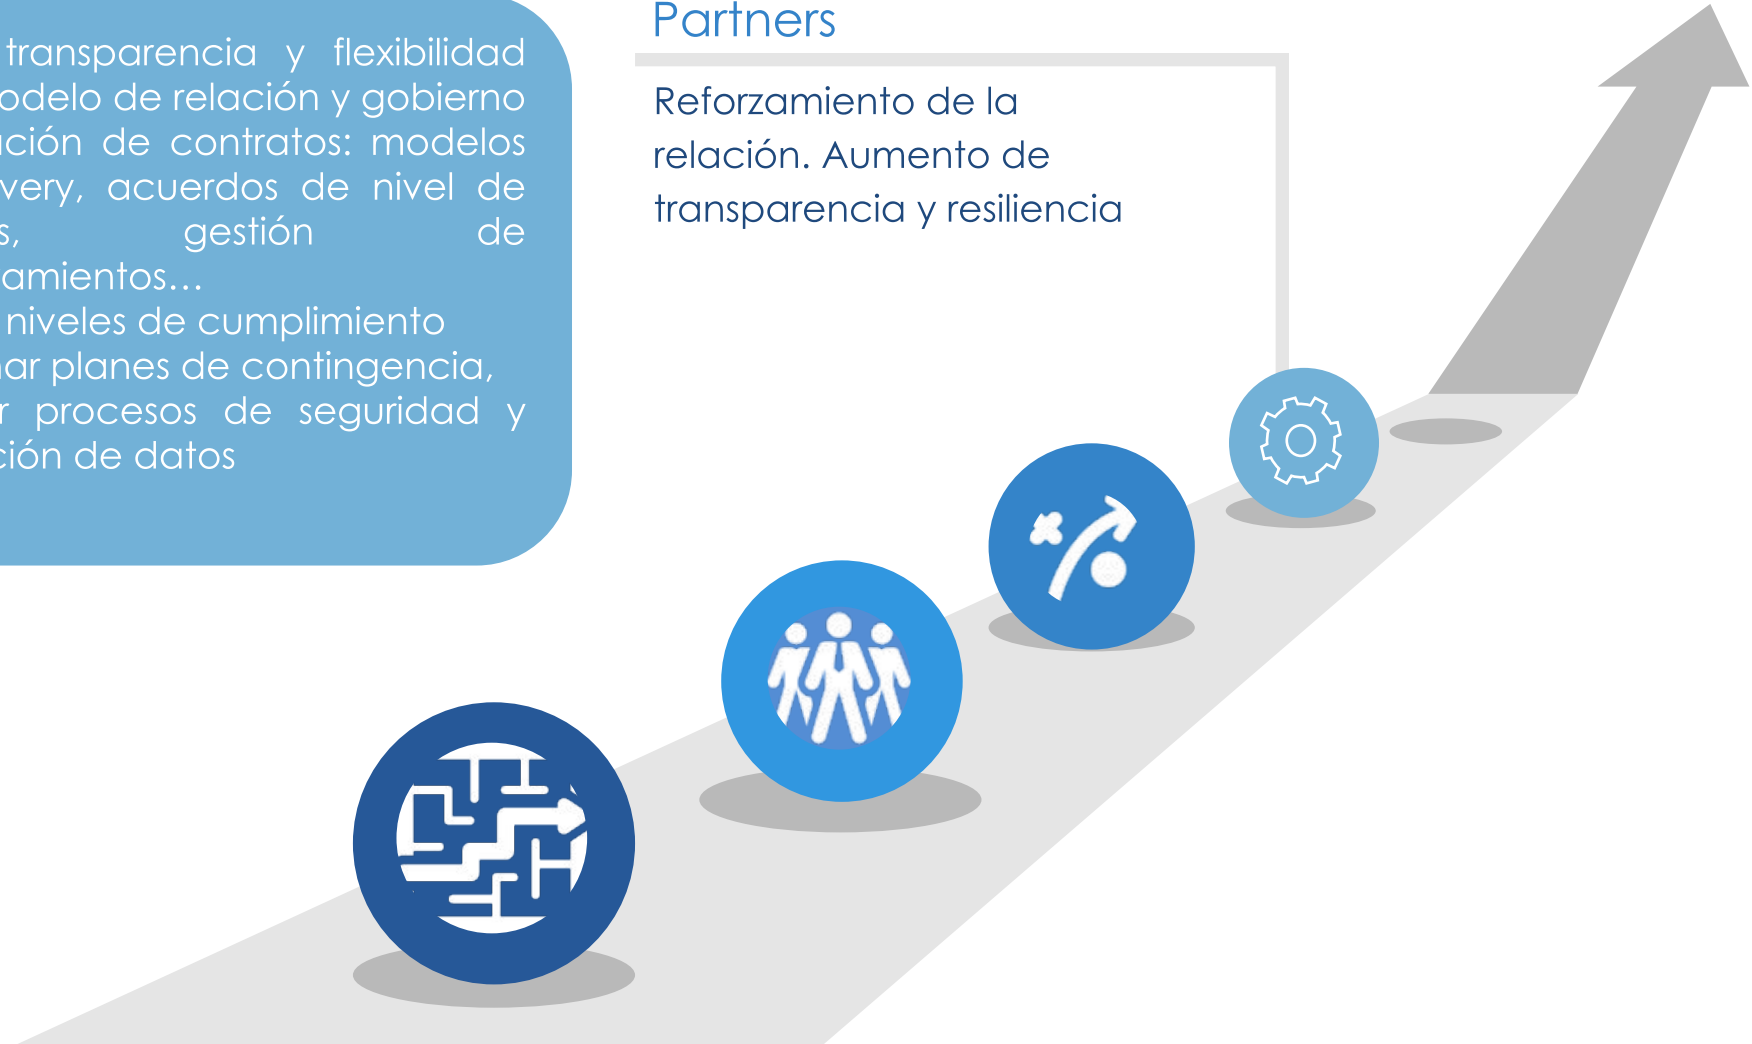 transparencia y flexibilidad
odelo de relación y gobierno
ación de contratos: modelos
very, acuerdos de nivel de
s, gestión de
amientos…
niveles de cumplimiento
nar planes de contingencia,
r procesos de seguridad y
ción de datos
Partners
Reforzamiento de la
relación. Aumento de
transparencia y resiliencia